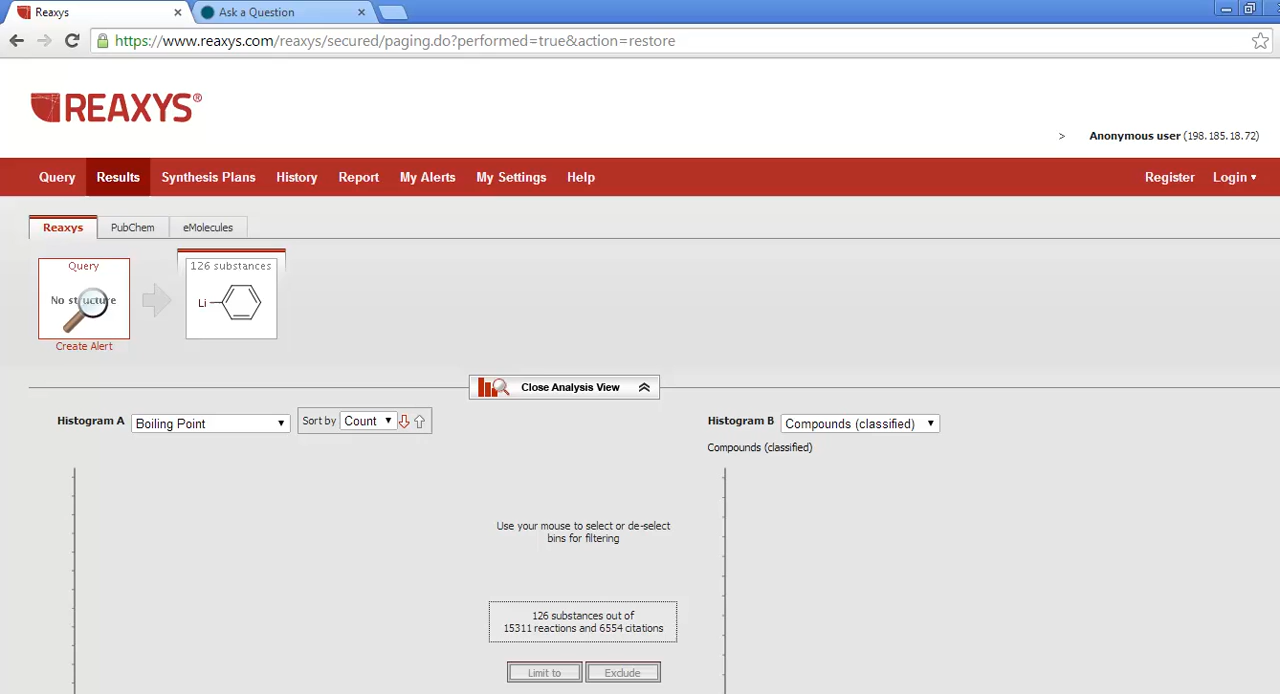 Reaxys
Ask a Question
https://www.reaxys.com/reaxys/secured/paging.do?performed=true&action=restore
REAXYS®
> Anonymous user (198.185.18.72)
Query Results Synthesis Plans History Report My Alerts My Settings Help Register Login
Reaxys PubChem eMolecules
Query
No structure
Create Alert
126 substances
Li
Close Analysis View
Histogram A Boiling Point Sort by Count
Histogram B Compounds (classified)
Compounds (classified)
Use your mouse to select or de-select
bins for filtering
126 substances out of
15311 reactions and 6554 citations
Limit to Exclude